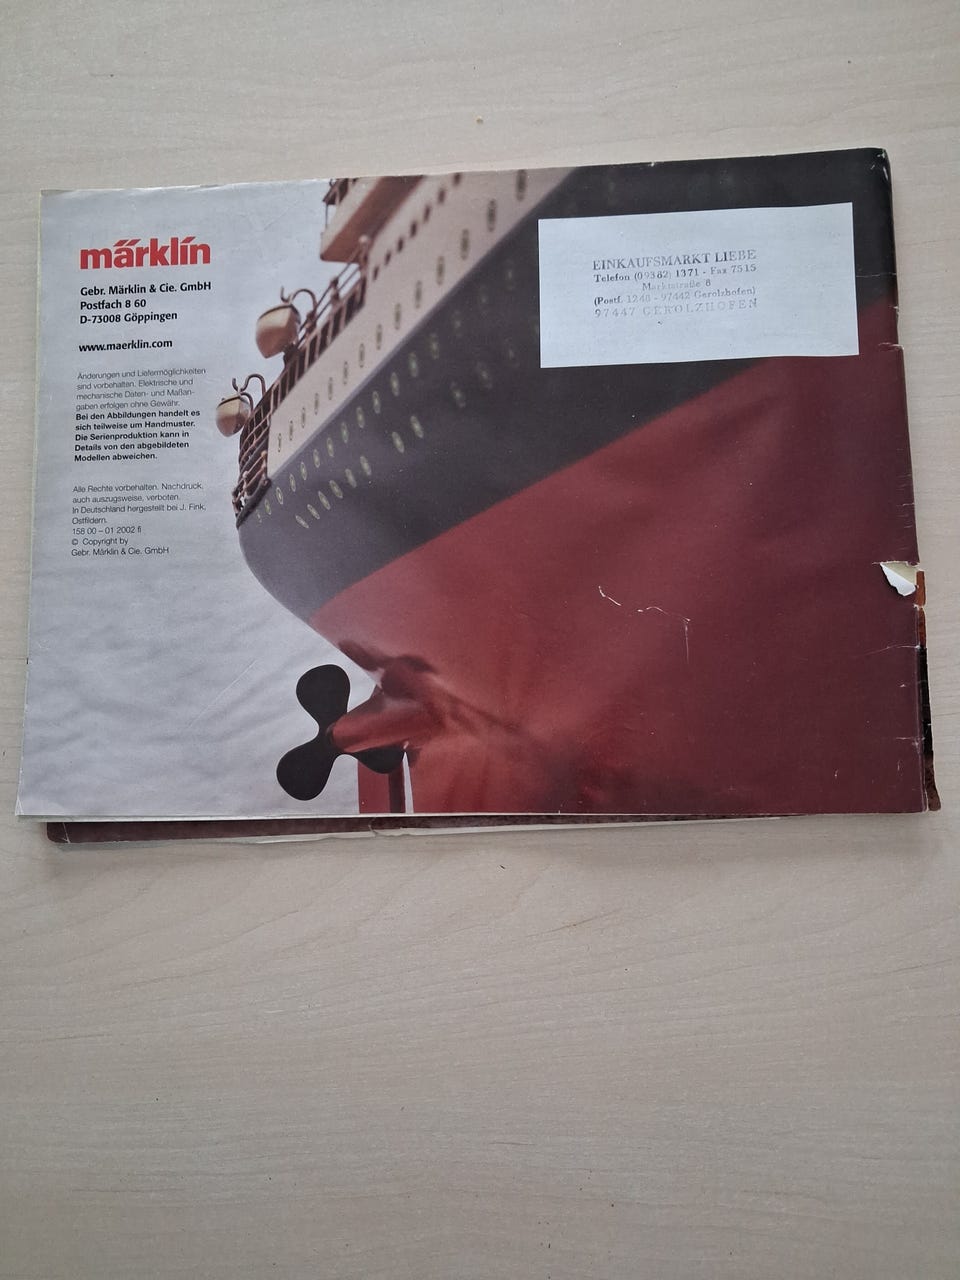 märklin
Gebr. Märklin & Cie. GmbH
Postfach 8 60
D-73008 Göppingen
www.maerklin.com
Änderungen und Liefermöglichkeiten
sind vorbehalten. Elektrische und
mechanische Daten- und Maßan-
gaben erfolgen ohne Gewähr.
Bei den Abbildungen handelt es
sich teilweise um Handmuster.
Die Serienproduktion kann in
Details von den abgebildeten
Modellen abweichen.
Alle Rechte vorbehalten. Nachdruck,
auch auszugsweise, verboten.
In Deutschland hergestellt bei J. Fink,
Ostfildern.
158 00 – 01 2002 fi
© Copyright by
Gebr. Märklin & Cie. GmbH
EINKAUFSMARKT LIEBE
Telefon (09382) 1371 - Fax 7515
Marktstraße 8
(Postf. 1248 - 97442 Gerolzhofen)
97447 GEROLZHOFEN